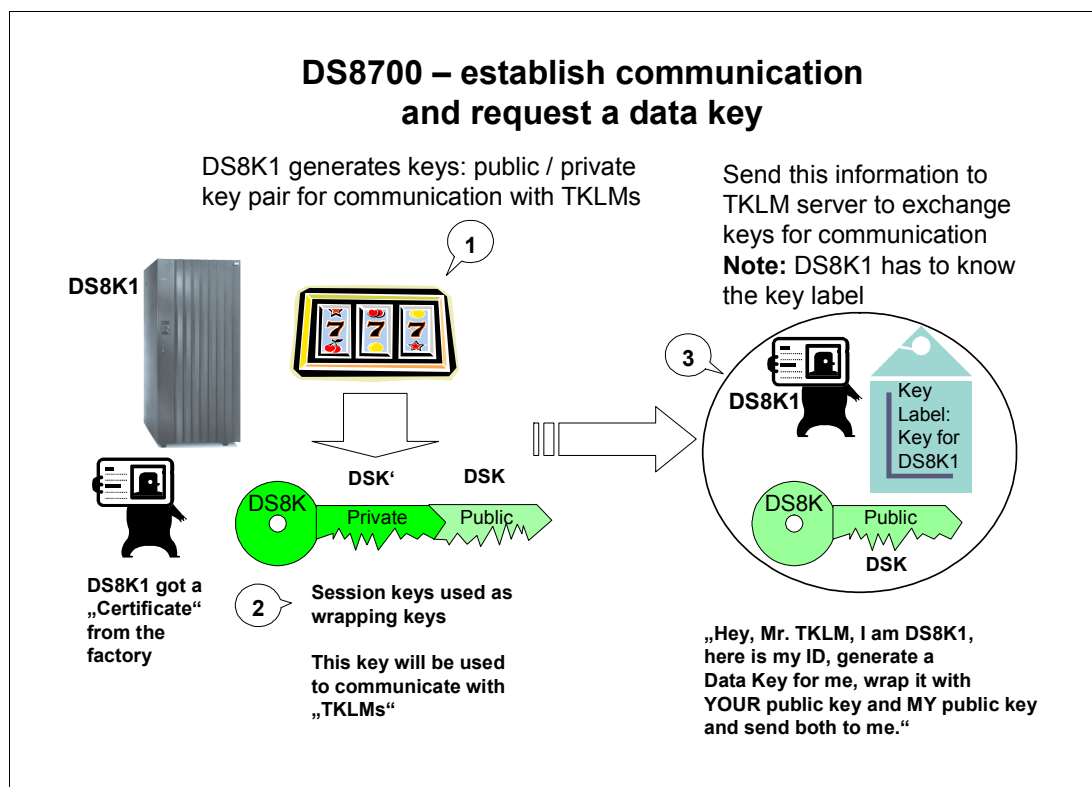 DS8700 – establish communication
and request a data key
DS8K1 generates keys: public / private
key pair for communication with TKLMs
1
DS8K1
7 7 7
DSK‘
DSK
DS8K
Private
Public
DS8K1 got a
„Certificate“
from the
factory
2
Session keys used as
wrapping keys
This key will be used
to communicate with
„TKLMs“
Send this information to
TKLM server to exchange
keys for communication
Note: DS8K1 has to know
the key label
3
DS8K1
Key
Label:
Key for
DS8K1
DS8K
Public
DSK
„Hey, Mr. TKLM, I am DS8K1,
here is my ID, generate a
Data Key for me, wrap it with
YOUR public key and MY public key
and send both to me.“